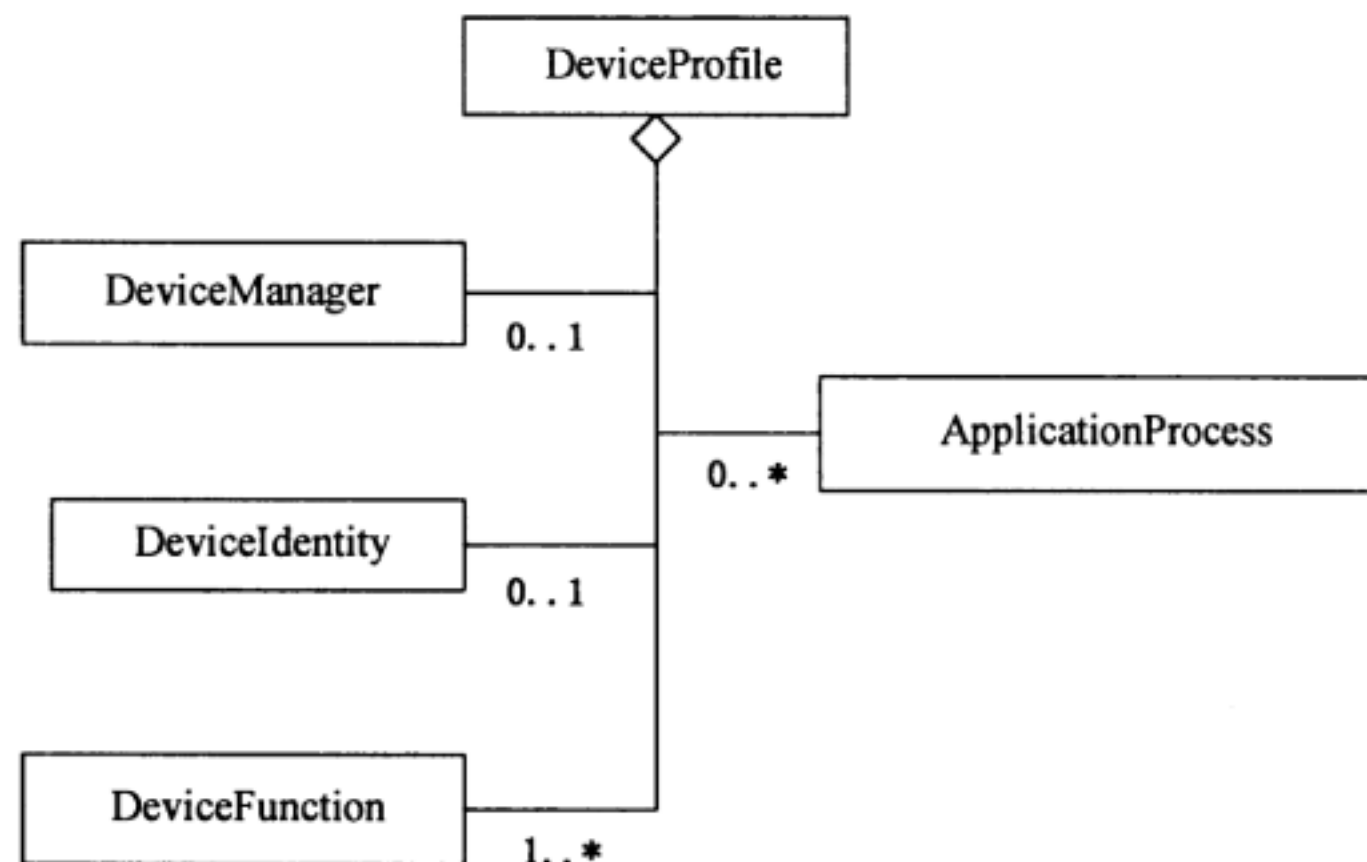 DeviceProfile
DeviceManager
0..1
ApplicationProcess
0..*
DeviceIdentity
0..1
DeviceFunction
1..*